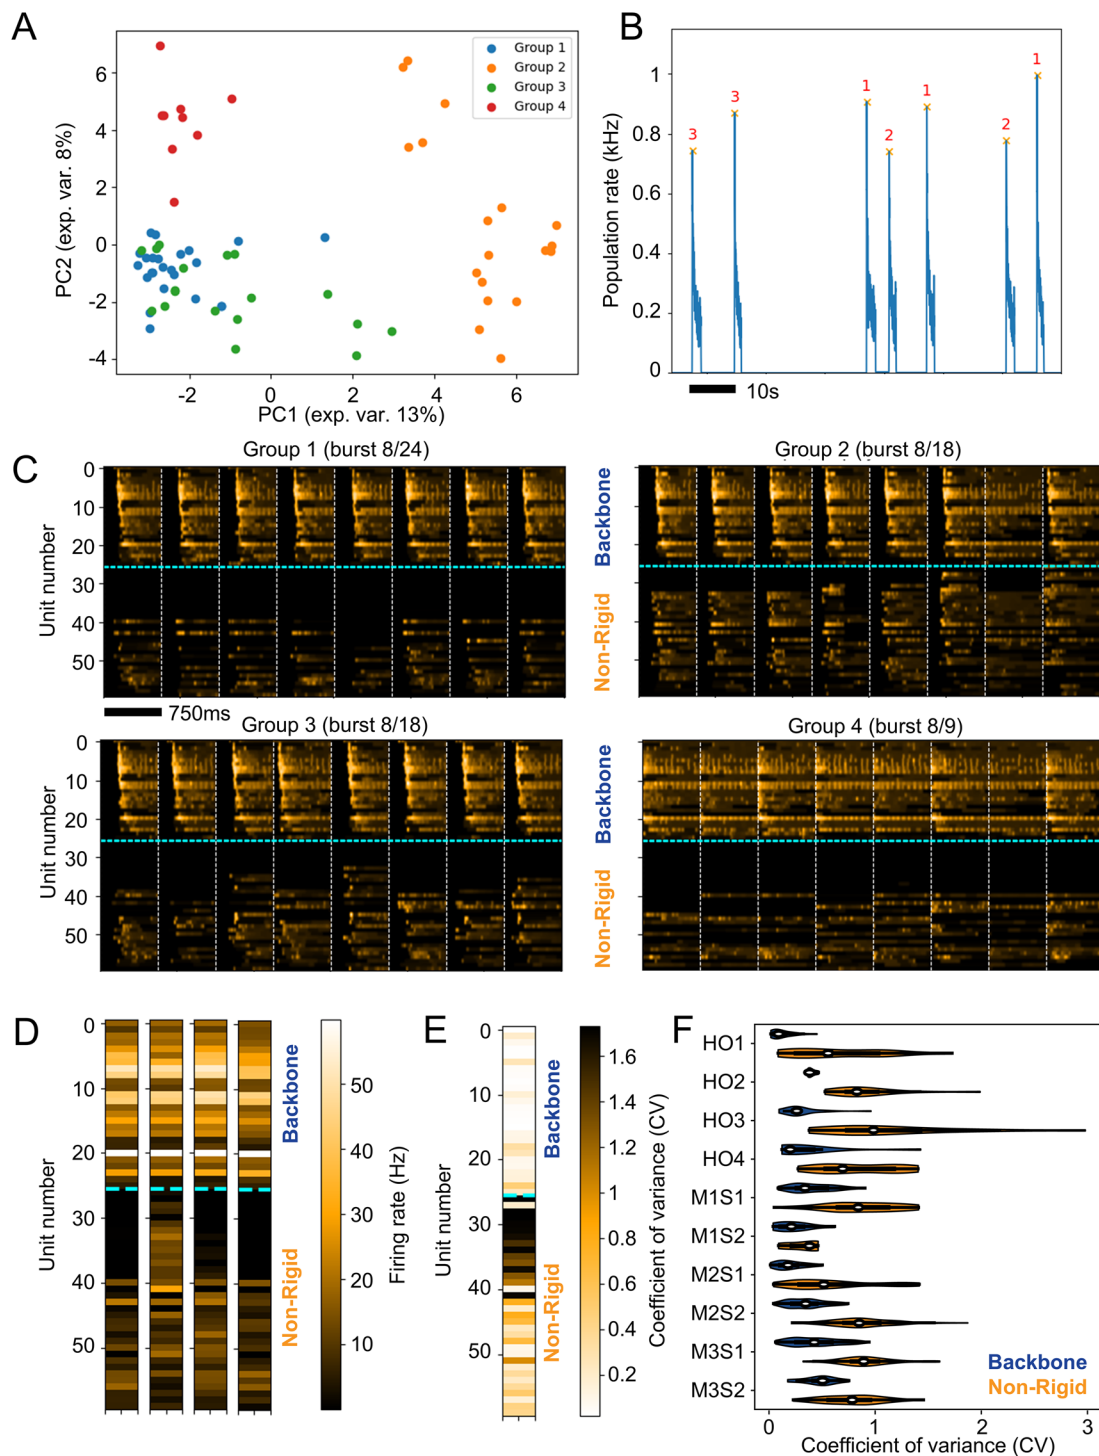 A
Group 1
Group 2
Group 3
Group 4
6
4
2
0
-2
-4
PC2 (exp. var. 8%)
-2
0
2
4
6
PC1 (exp. var. 13%)
B
Population rate (kHz)
1
0.8
0.6
0.4
0.2
0
3
3
1
2
1
2
1
10s
C
Group 1 (burst 8/24)
Unit number
0
10
20
30
40
50
750ms
Backbone
Non-Rigid
Group 2 (burst 8/18)
Group 3 (burst 8/18)
Unit number
0
10
20
30
40
50
Backbone
Non-Rigid
Group 4 (burst 8/9)
D
Unit number
0
10
20
30
40
50
Backbone
Non-Rigid
50
40
30
20
10
Firing rate (Hz)
E
Unit number
0
10
20
30
40
50
Backbone
Non-Rigid
1.6
1.4
1.2
1
0.8
0.6
0.4
0.2
Coefficient of variance (CV)
F
HO1
HO2
HO3
HO4
M1S1
M1S2
M2S1
M2S2
M3S1
M3S2
Backbone
Non-Rigid
0
1
2
3
Coefficient of variance (CV)